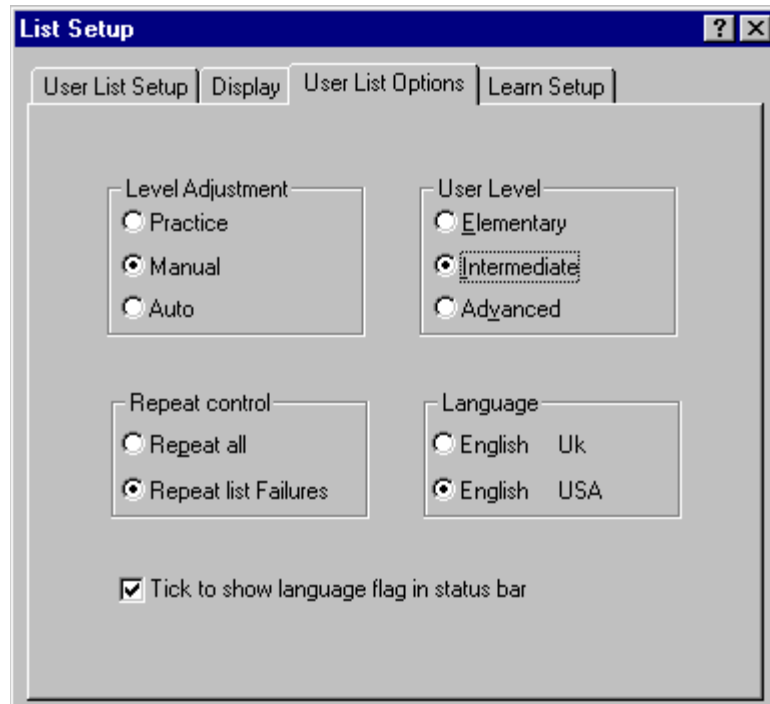 List Setup
User List Setup Display User List Options Learn Setup
Level Adjustment
Practice
Manual
Auto
User Level
Elementary
Intermediate
Advanced
Repeat control
Repeat all
Repeat list Failures
Language
English Uk
English USA
Tick to show language flag in status bar